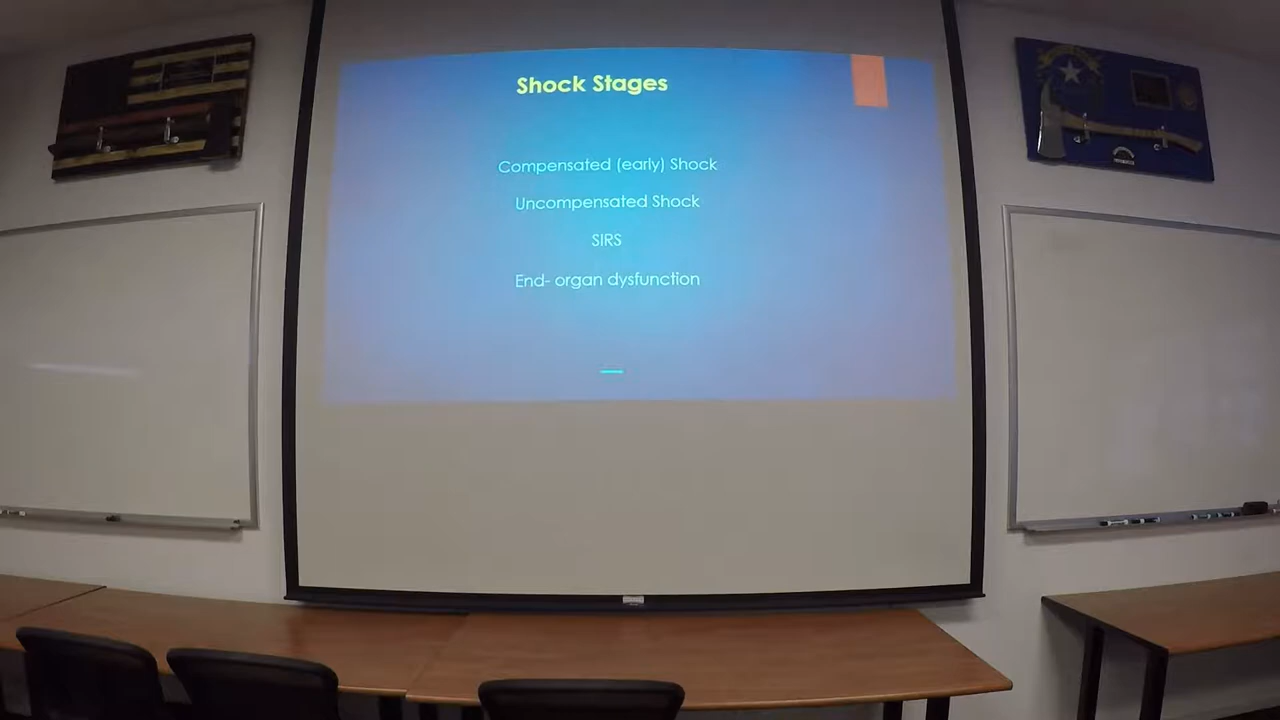 Shock Stages
Compensated (early) Shock
Uncompensated Shock
SIRS
End- organ dysfunction